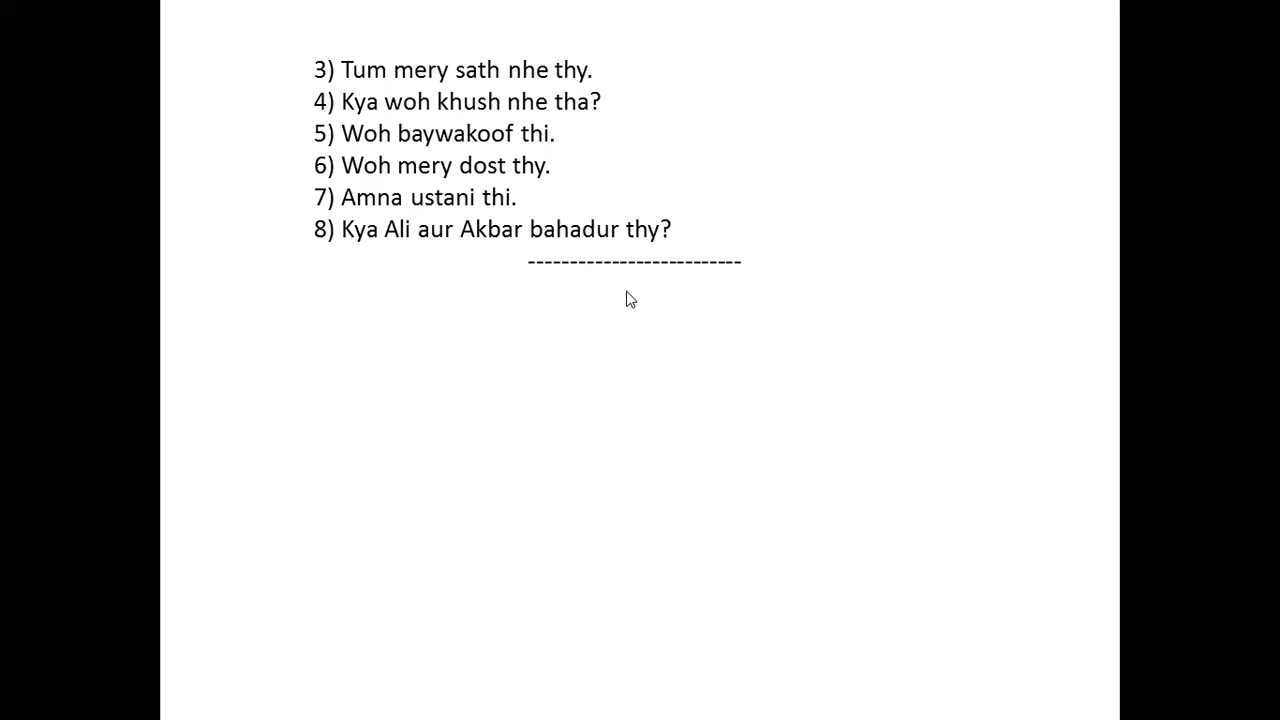 3) Tum mery sath nhe thy.
4) Kya woh khush nhe tha?
5) Woh baywakoof thi.
6) Woh mery dost thy.
7) Amna ustani thi.
8) Kya Ali aur Akbar bahadur thy?
--------------------------